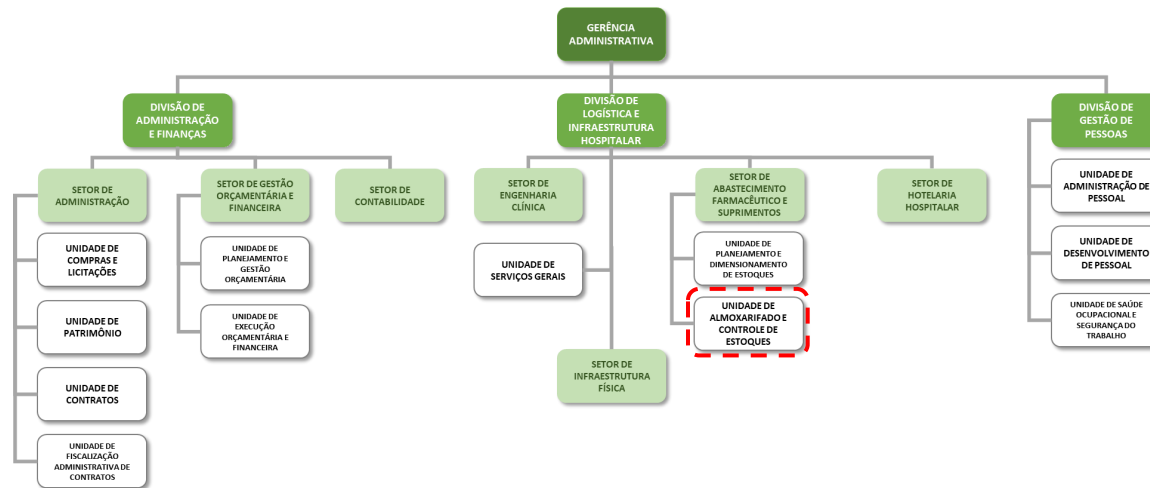 GERÊNCIA
ADMINISTRATIVA
DIVISÃO DE
ADMINISTRAÇÃO
E FINANÇAS
DIVISÃO DE
LOGÍSTICA E
INFRAESTRUTURA
HOSPITALAR
DIVISÃO DE
GESTÃO DE
PESSOAS
SETOR DE
ADMINISTRAÇÃO
SETOR DE GESTÃO
ORÇAMENTÁRIA E
FINANCEIRA
SETOR DE
CONTABILIDADE
SETOR DE
ENGENHARIA
CLÍNICA
SETOR DE
ABASTECIMENTO
FARMACÊUTICO E
SUPRIMENTOS
SETOR DE
HOTELARIA
HOSPITALAR
UNIDADE DE
ADMINISTRAÇÃO DE
PESSOAL
UNIDADE DE
COMPRAS E
LICITAÇÕES
UNIDADE DE
PLANEJAMENTO E
GESTÃO
ORÇAMENTÁRIA
UNIDADE DE
SERVIÇOS GERAIS
UNIDADE DE
PLANEJAMENTO E
DIMENSIONAMENTO
DE ESTOQUES
UNIDADE DE
DESENVOLVIMENTO
DE PESSOAL
UNIDADE DE
PATRIMÔNIO
UNIDADE DE
EXECUÇÃO
ORÇAMENTÁRIA E
FINANCEIRA
UNIDADE DE
ALMOXARIFADO E
CONTROLE DE
ESTOQUES
UNIDADE DE SAÚDE
OCUPACIONAL E
SEGURANÇA DO
TRABALHO
SETOR DE
INFRAESTRUTURA
FÍSICA
UNIDADE DE
CONTRATOS
UNIDADE DE
FISCALIZAÇÃO
ADMINISTRATIVA DE
CONTRATOS